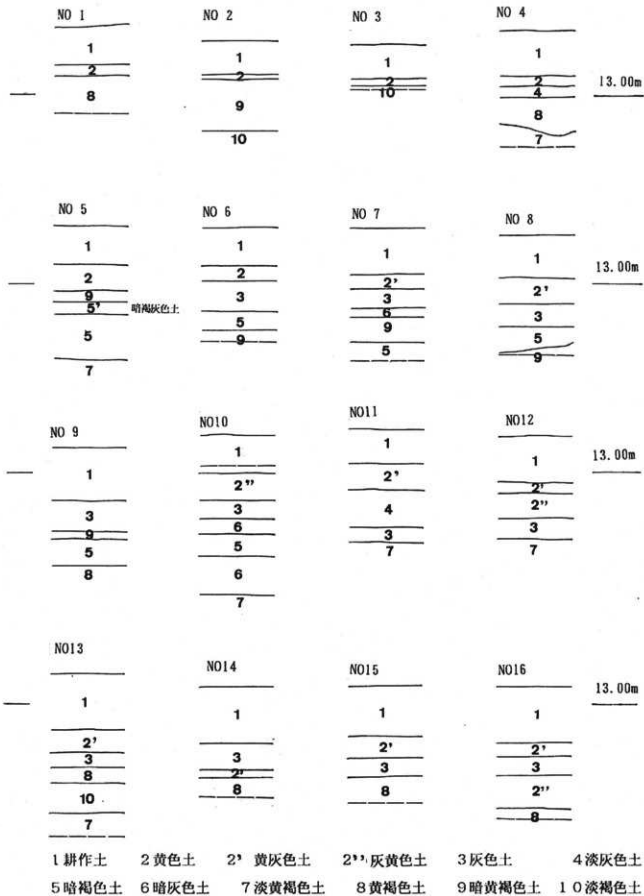 NO 1 NO 2 NO 3 NO 4
1 1 1 1
2 2 2 2
8 9 10 4
10 8
7
13.00m
NO 5 NO 6 NO 7 NO 8
1 1 1 1
2 2 2' 2'
9 3 3 3
5' 暗褐灰色土 5 6 5
5 9 9 9
7 5
13.00m
NO 9 NO10 NO11 NO12
1 1 1 1
3 2'' 2' 2'
9 3 4 2''
5 6 3 3
8 5 7 7
6
7
13.00m
NO13 NO14 NO15 NO16
1 1 1 1
2' 3 2' 2'
3 2' 3 3
8 8 8 2''
10 8
7
13.00m
1 耕作土 2 黄色土 2' 黄灰色土 2'' 灰黄色土 3 灰色土 4 淡灰色土
5 暗褐色土 6 暗灰色土 7 淡黄褐色土 8 黄褐色土 9 暗黄褐色土 10 淡褐色土